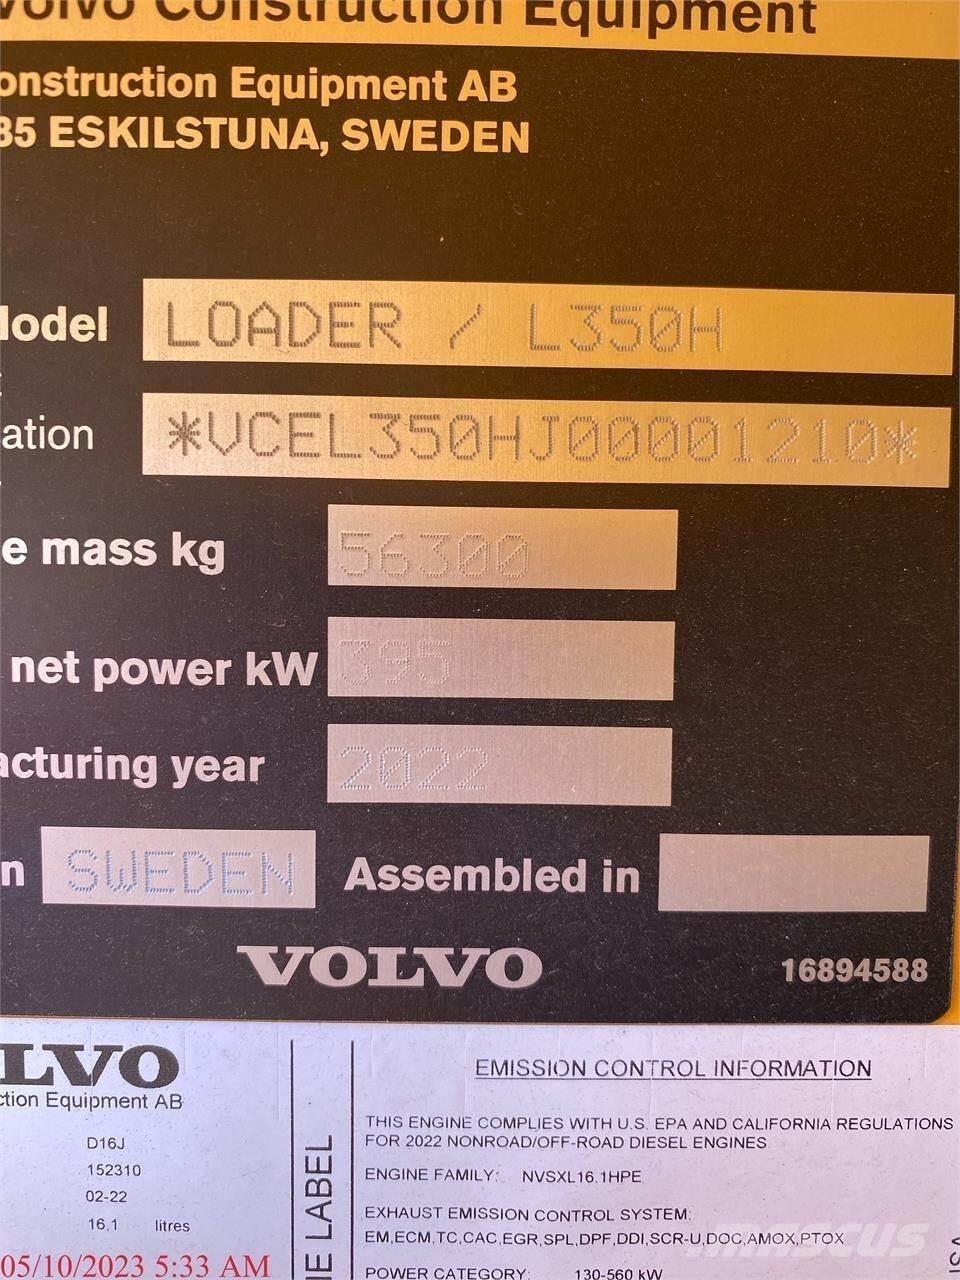 Volvo Construction Equipment
onstruction Equipment AB
35 ESKILSTUNA, SWEDEN
Model LOADER / L350H
ation *VCEL350HJ00001210*
e mass kg 56300
net power kW 395
acturing year 2022
n SWEDEN Assembled in
VOLVO 16894588
LVO
ction Equipment AB
D16J
152310
02-22
16.1 litres
NE LABEL
EMISSION CONTROL INFORMATION
THIS ENGINE COMPLIES WITH U.S. EPA AND CALIFORNIA REGULATIONS
FOR 2022 NONROAD/OFF-ROAD DIESEL ENGINES
ENGINE FAMILY: NVSXL16.1HPE
EXHAUST EMISSION CONTROL SYSTEM:
EM,ECM,TC,CAC,EGR,SPL,DPF,DDI,SCR-U,DOC,AMOX,PTOX
POWER CATEGORY: 130-560 kW
05/10/2023 5:33 AM
MASCUS